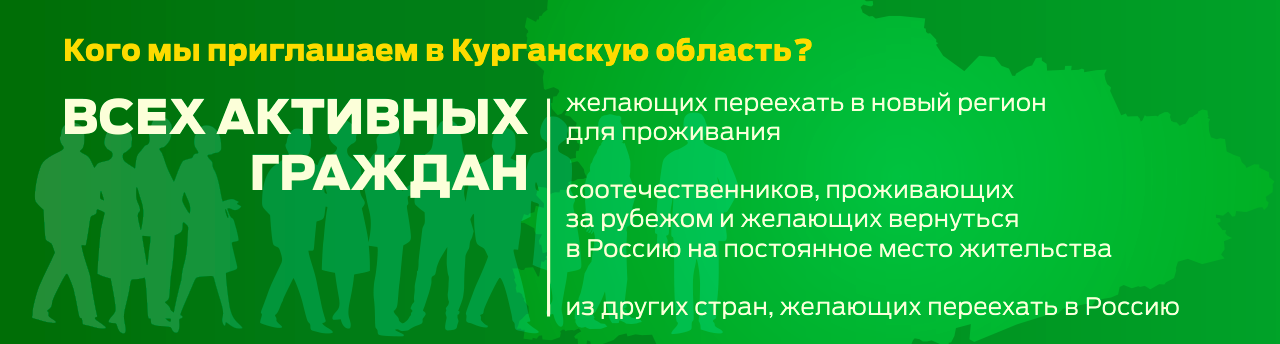 Кого мы приглашаем в Курганскую область?
ВСЕХ АКТИВНЫХ
ГРАЖДАН
желающих переехать в новый регион
для проживания
соотечественников, проживающих
за рубежом и желающих вернуться
в Россию на постоянное место жительства
из других стран, желающих переехать в Россию